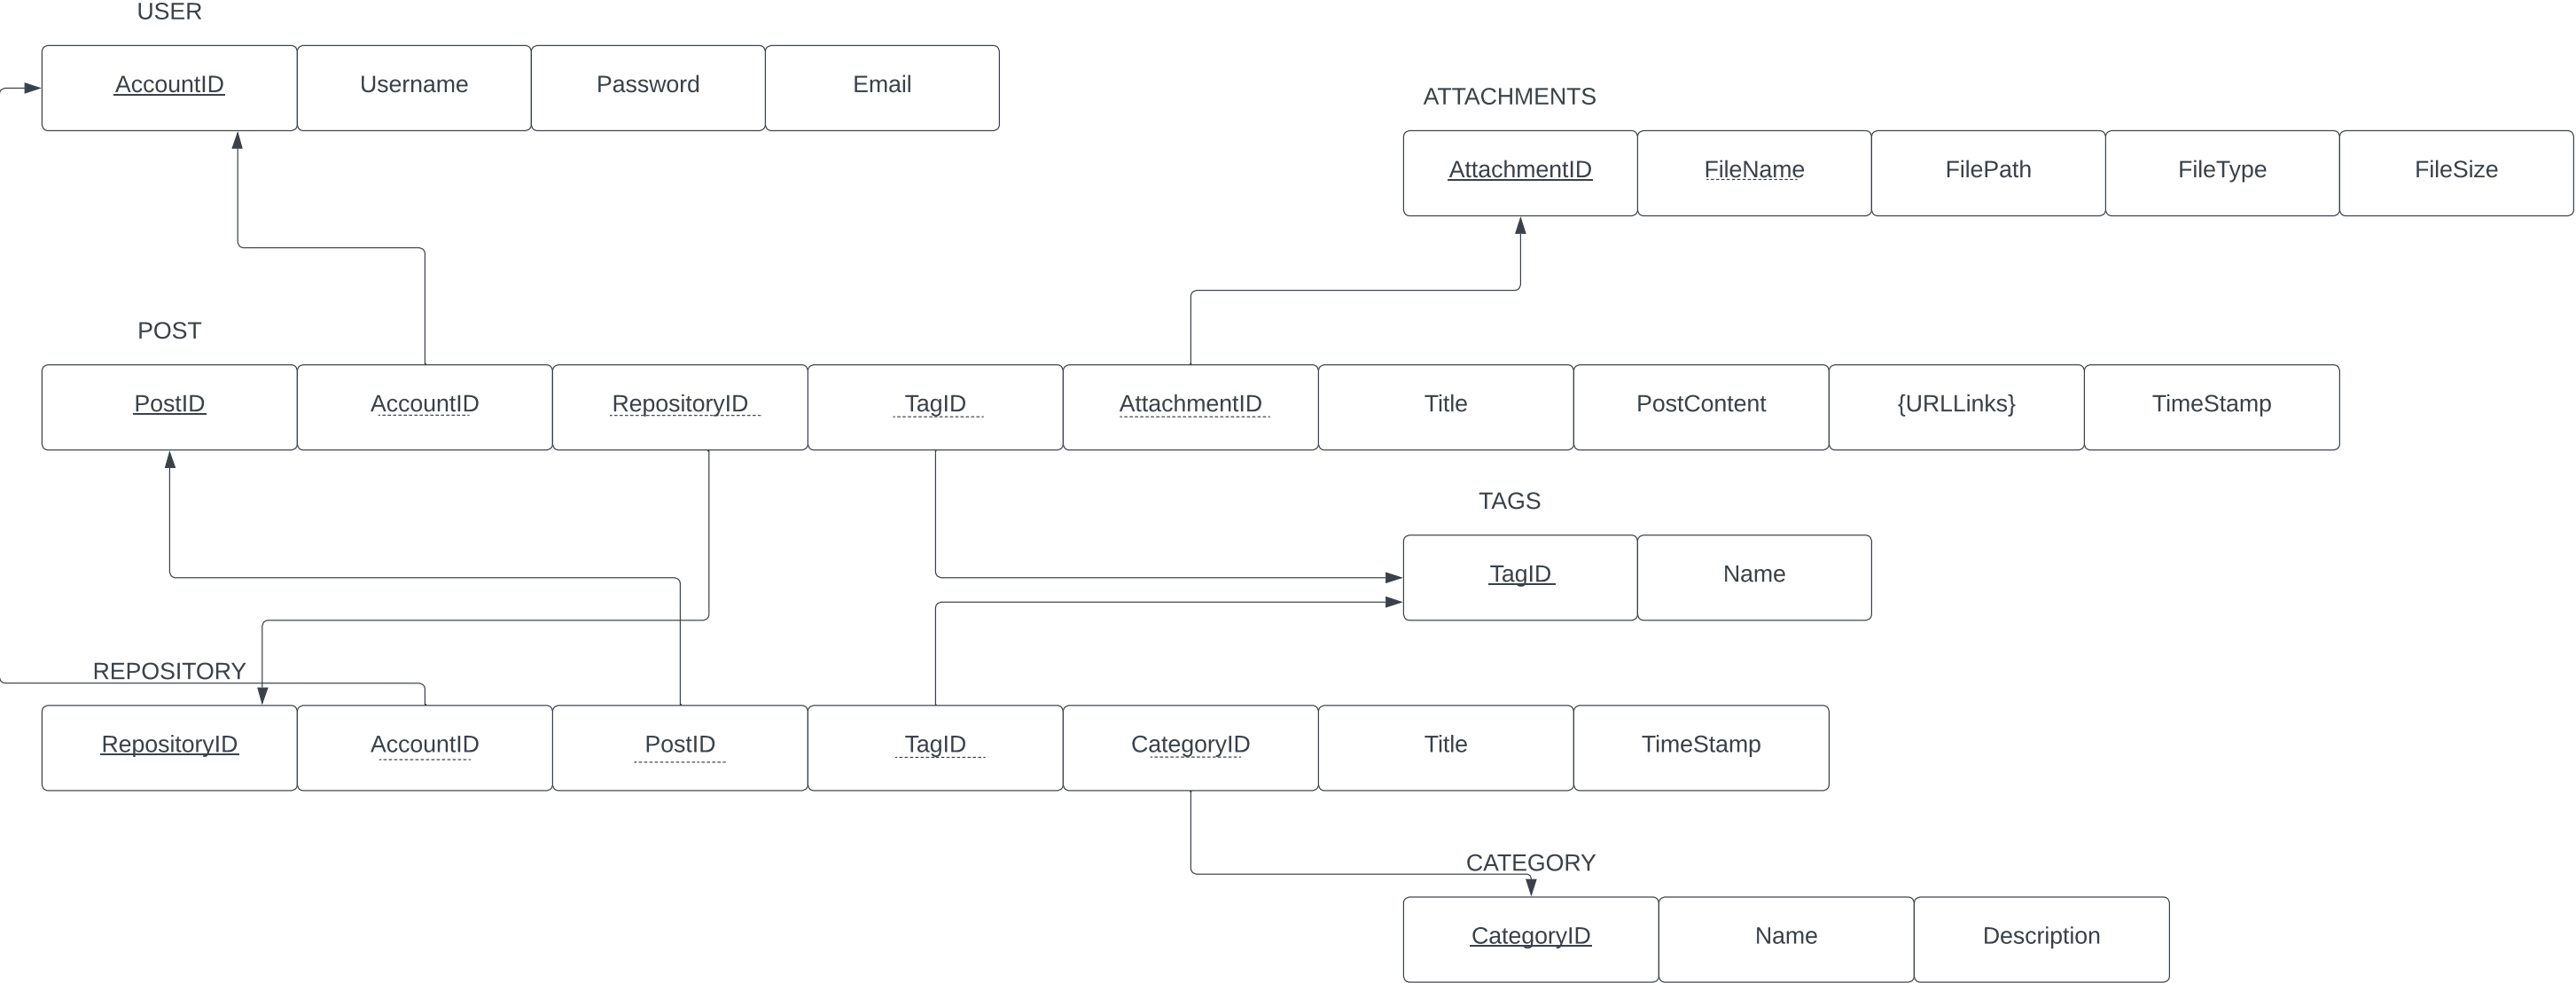 USER
AccountID
Username
Password
Email
ATTACHMENTS
AttachmentID
FileName
FilePath
FileType
FileSize
POST
PostID
AccountID
RepositoryID
TagID
AttachmentID
Title
PostContent
{URLLinks}
TimeStamp
TAGS
TagID
Name
REPOSITORY
RepositoryID
AccountID
PostID
TagID
CategoryID
Title
TimeStamp
CATEGORY
CategoryID
Name
Description